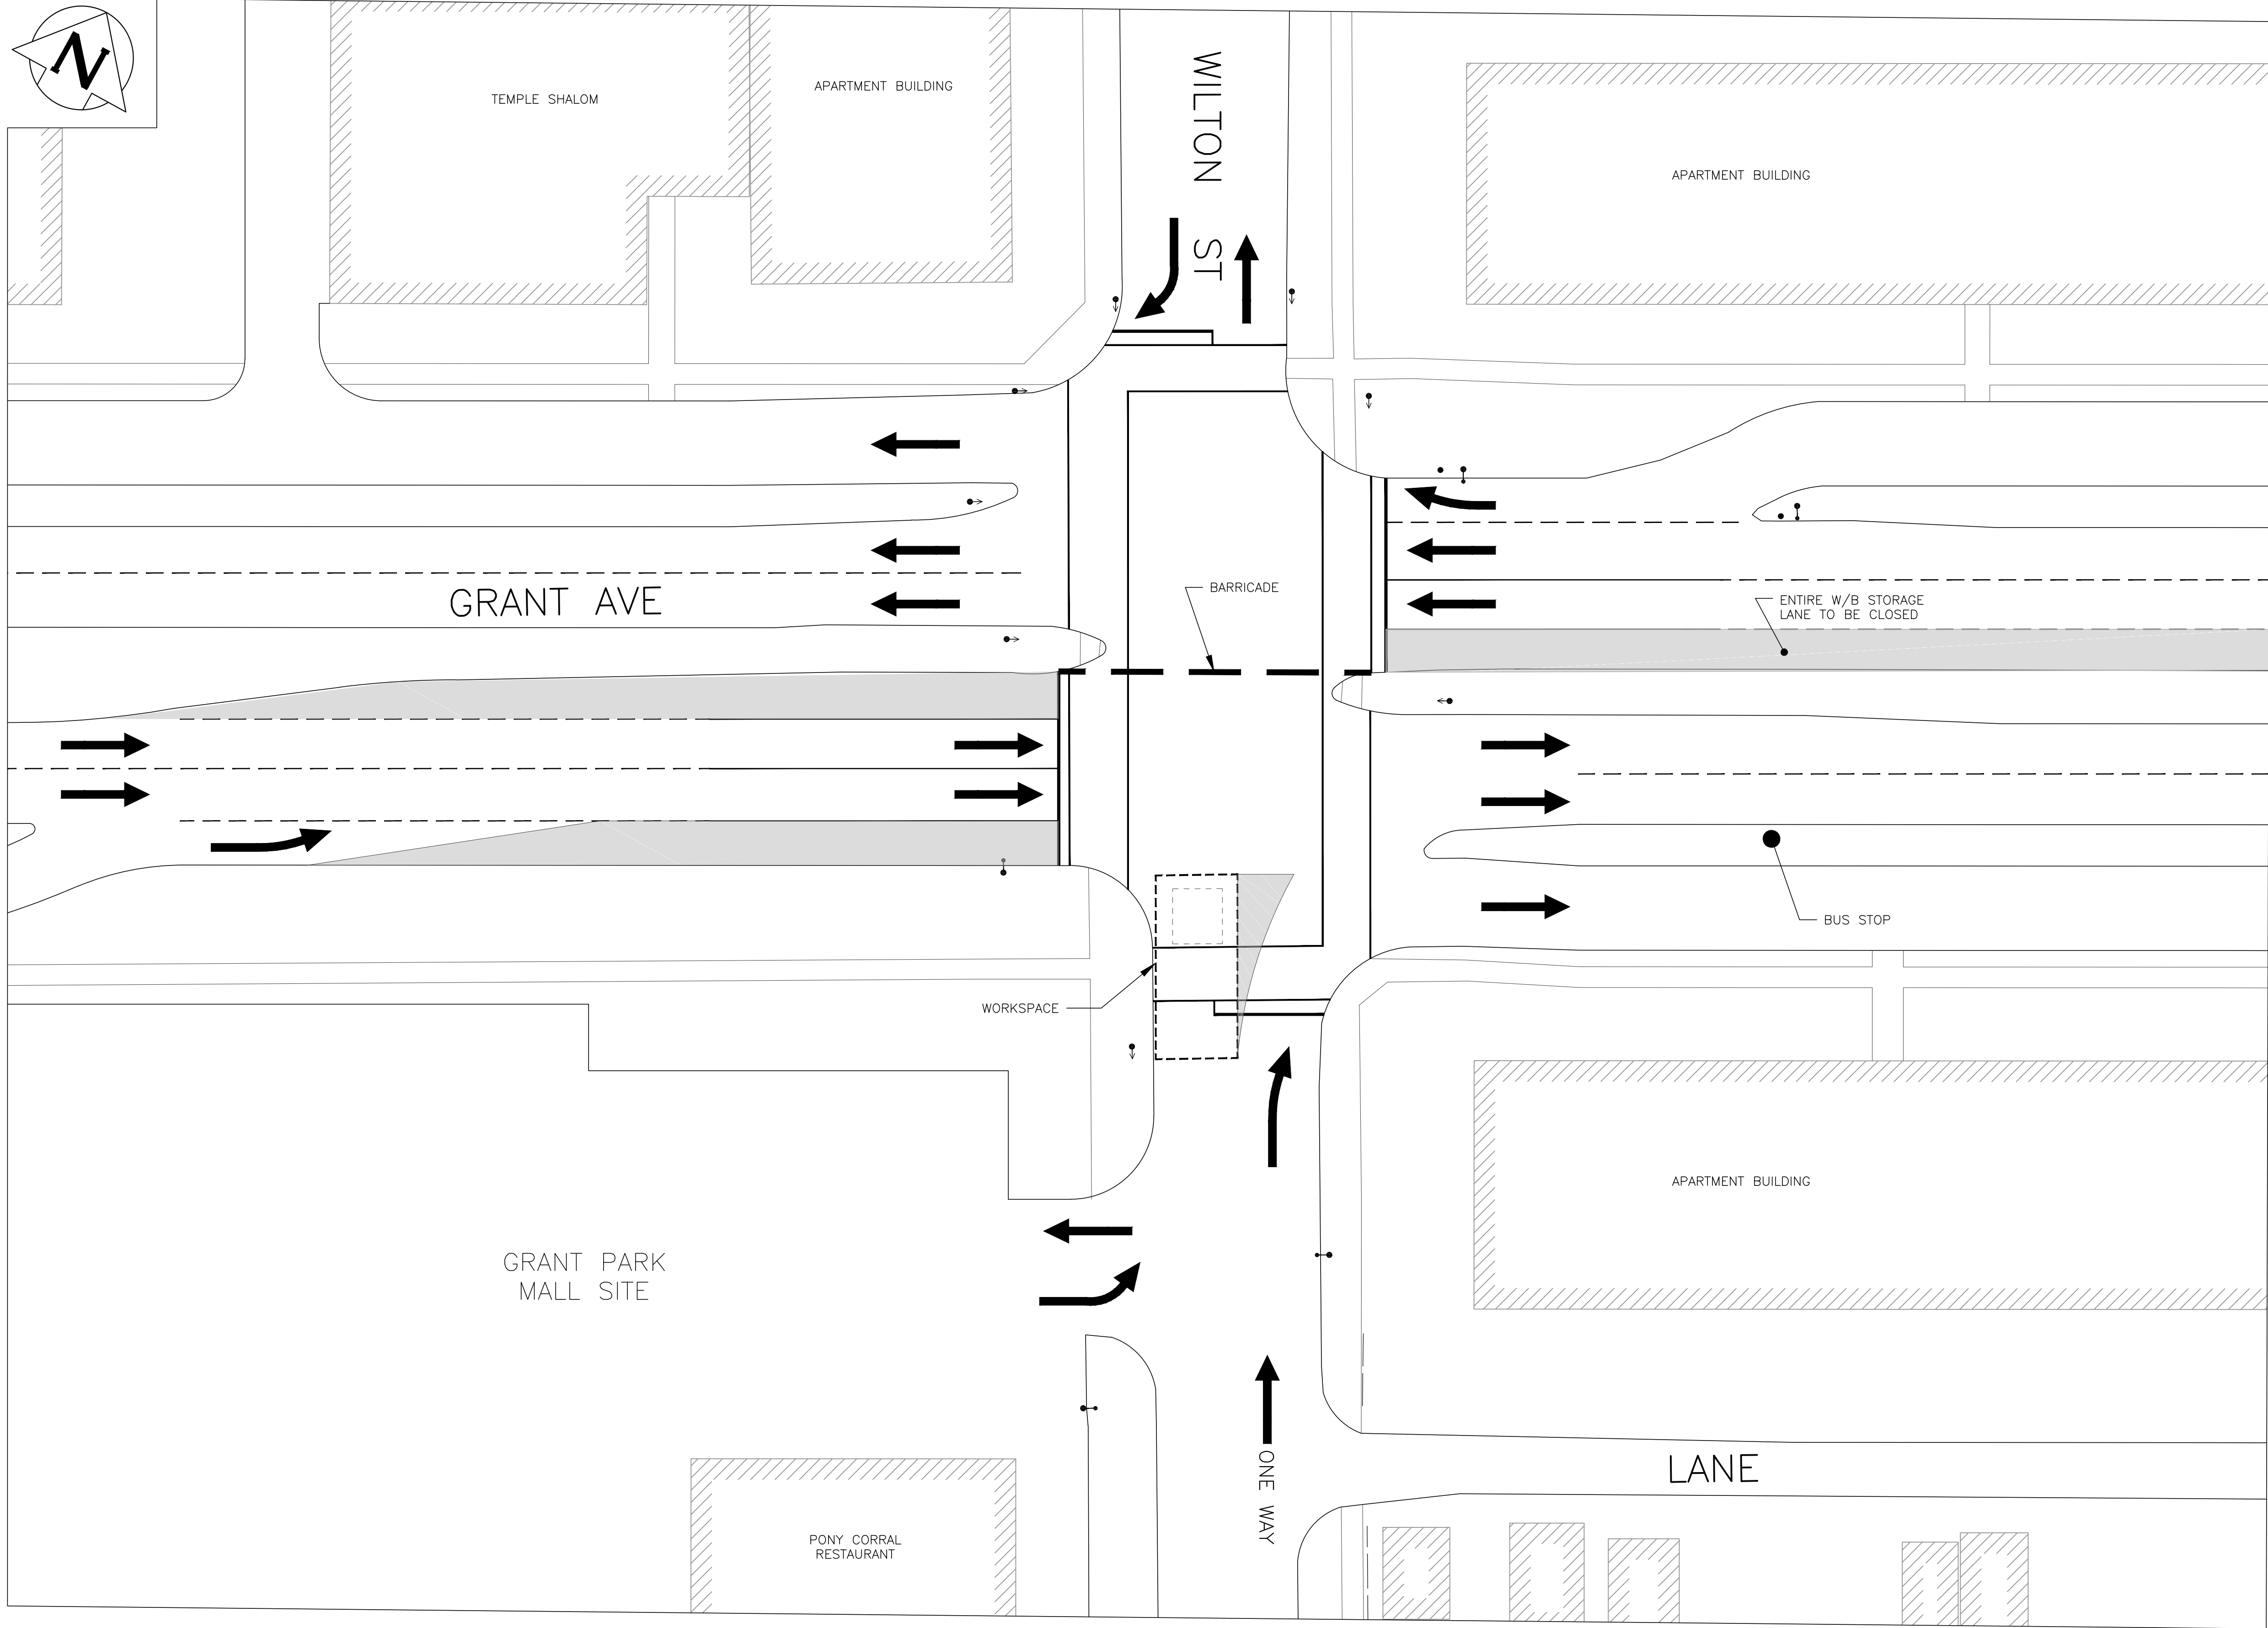 N
TEMPLE SHALOM
APARTMENT BUILDING
WILTON ST
APARTMENT BUILDING
BARRICADE
GRANT AVE
ENTIRE W/B STORAGE
LANE TO BE CLOSED
BUS STOP
WORKSPACE
APARTMENT BUILDING
GRANT PARK
MALL SITE
ONE WAY
LANE
PONY CORRAL
RESTAURANT